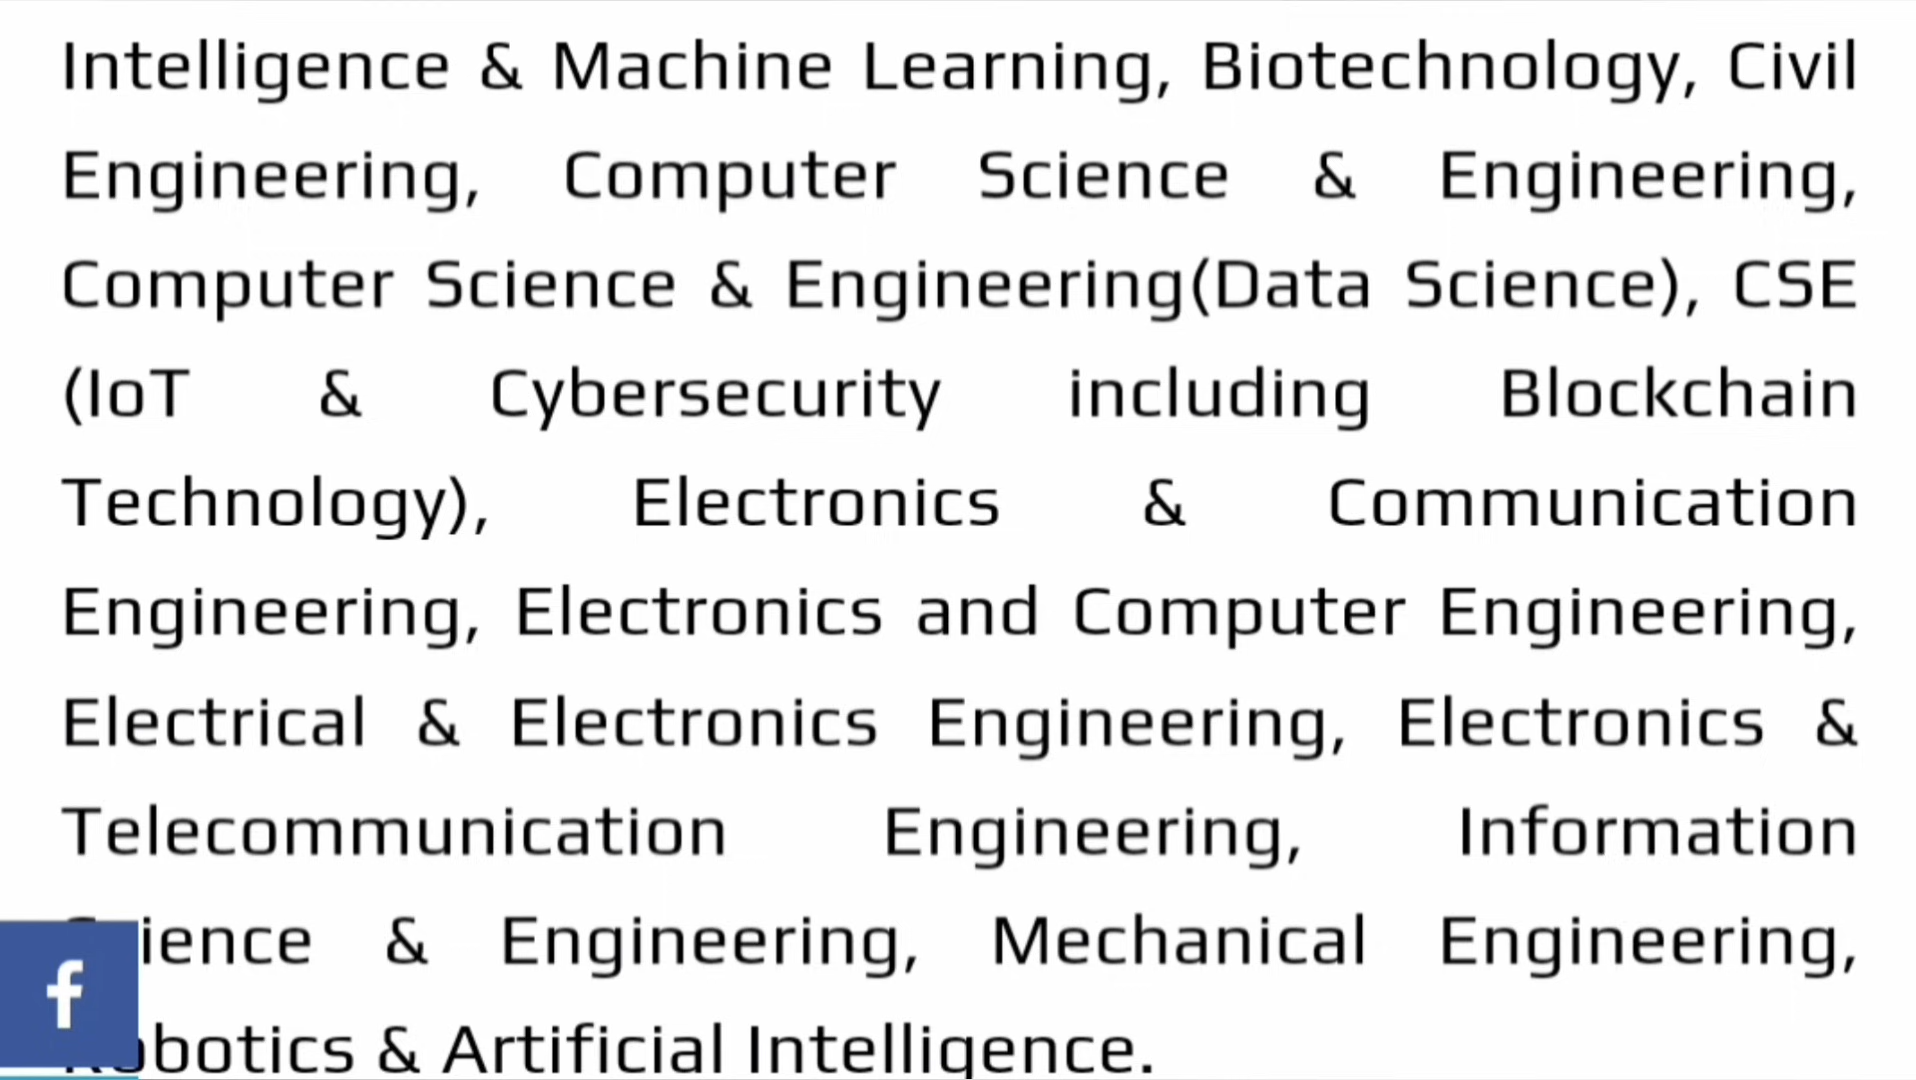 Intelligence & Machine Learning, Biotechnology, Civil
Engineering, Computer Science & Engineering,
Computer Science & Engineering(Data Science), CSE
(IoT & Cybersecurity including Blockchain
Technology), Electronics & Communication
Engineering, Electronics and Computer Engineering,
Electrical & Electronics Engineering, Electronics &
Telecommunication Engineering, Information
Science & Engineering, Mechanical Engineering,
Robotics & Artificial Intelligence.